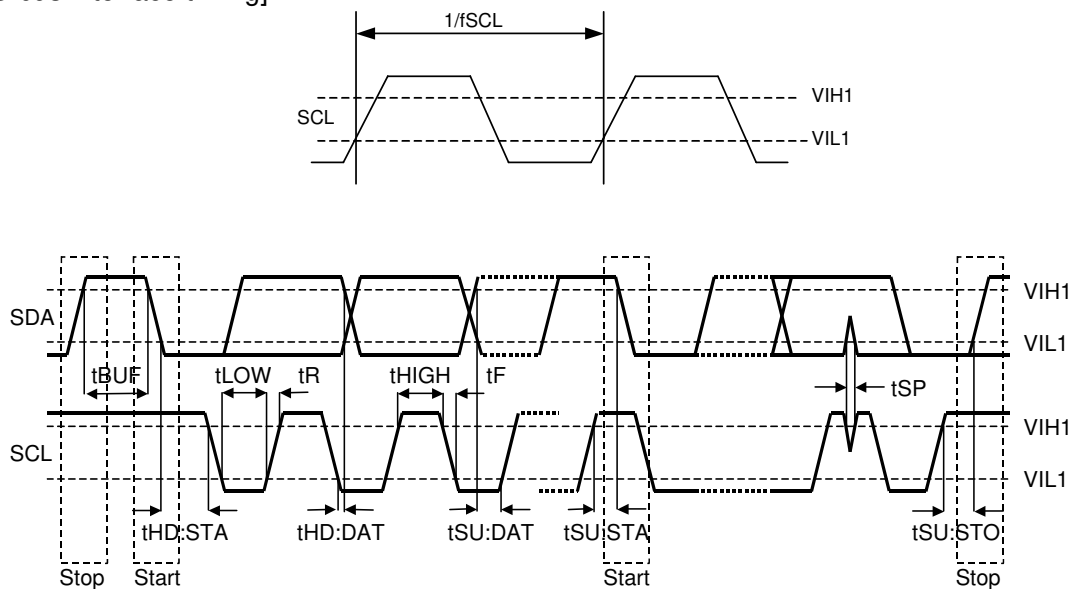 1/fSCL
VIH1
SCL
VIL1
VIH1
SDA
VIL1
tBUF tLOW tR tHIGH tF
tSP
VIH1
SCL
VIL1
tHD:STA tHD:DAT tSU:DAT tSU:STA tSU:STO
Stop Start Start Stop